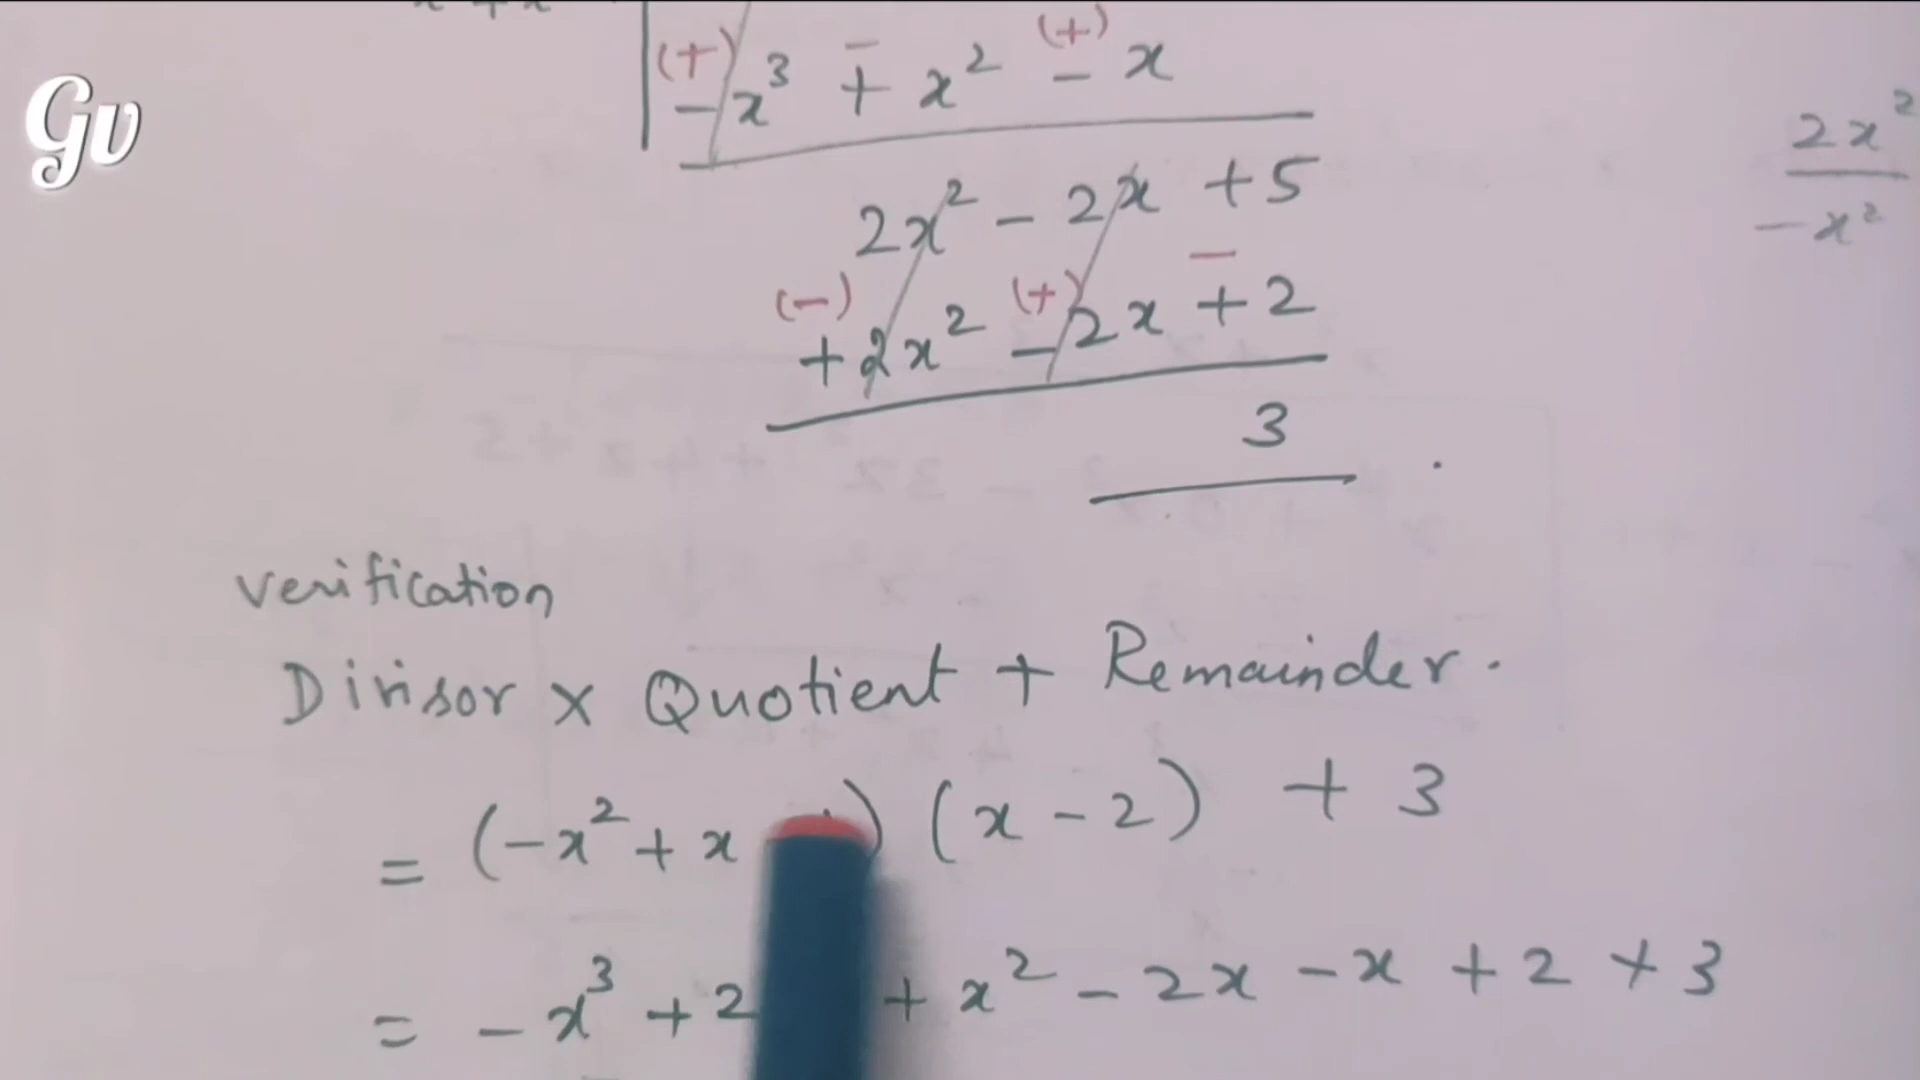 Gv
(+) − (+)
−x³ + x² − x
2x²
−x²
2x² − 2x + 5
(−) (+) −
+2x² − 2x + 2
3
verification
Divisor × Quotient + Remainder.
= (−x² + x ) (x − 2) + 3
= −x³ + 2 + x² − 2x − x + 2 + 3